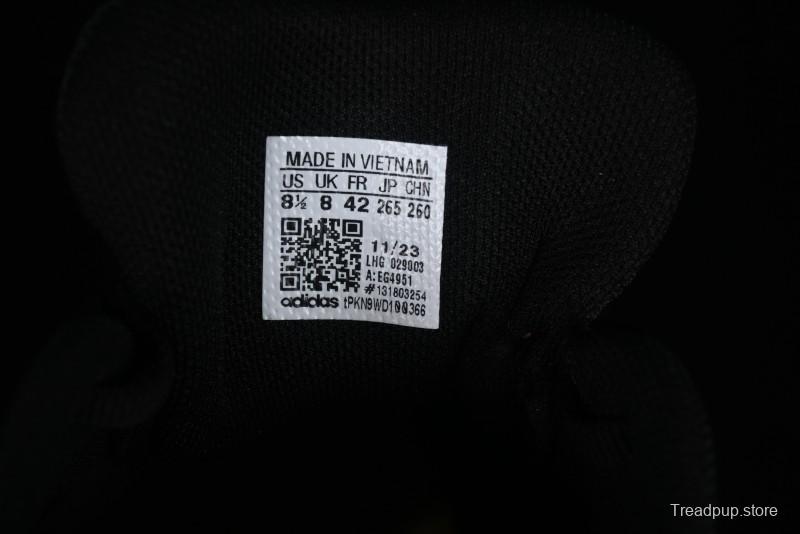 MADE IN VIETNAM
US UK FR JP CHN
8½ 8 42 265 260
11/23
LHG 029003
A: EG4951
#131803254
adidas tPKN9WD100366
Treadpup.store